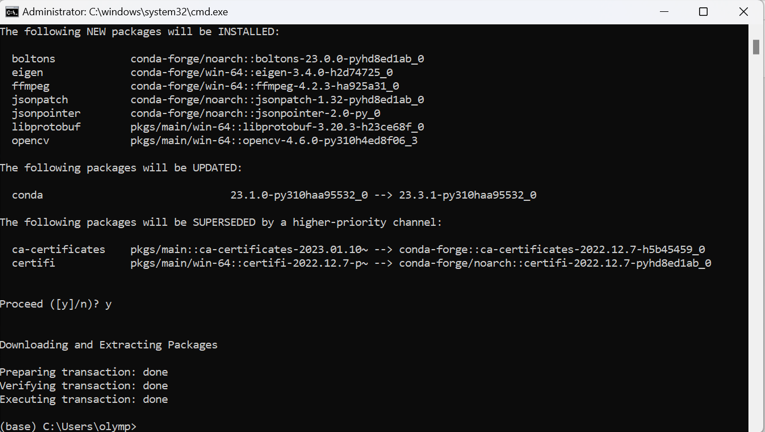 Administrator: C:\windows\system32\cmd.exe
The following NEW packages will be INSTALLED:
boltons conda-forge/noarch::boltons-23.0.0-pyhd8ed1ab_0
eigen conda-forge/win-64::eigen-3.4.0-h2d74725_0
ffmpeg conda-forge/win-64::ffmpeg-4.2.3-ha925a31_0
jsonpatch conda-forge/noarch::jsonpatch-1.32-pyhd8ed1ab_0
jsonpointer conda-forge/noarch::jsonpointer-2.0-py_0
libprotobuf pkgs/main/win-64::libprotobuf-3.20.3-h23ce68f_0
opencv pkgs/main/win-64::opencv-4.6.0-py310h4ed8f06_3
The following packages will be UPDATED:
conda 23.1.0-py310haa95532_0 --> 23.3.1-py310haa95532_0
The following packages will be SUPERSEDED by a higher-priority channel:
ca-certificates pkgs/main::ca-certificates-2023.01.10~ --> conda-forge::ca-certificates-2022.12.7-h5b45459_0
certifi pkgs/main/win-64::certifi-2022.12.7-p~ --> conda-forge/noarch::certifi-2022.12.7-pyhd8ed1ab_0
Proceed ([y]/n)? y
Downloading and Extracting Packages
Preparing transaction: done
Verifying transaction: done
Executing transaction: done
(base) C:\Users\olymp>